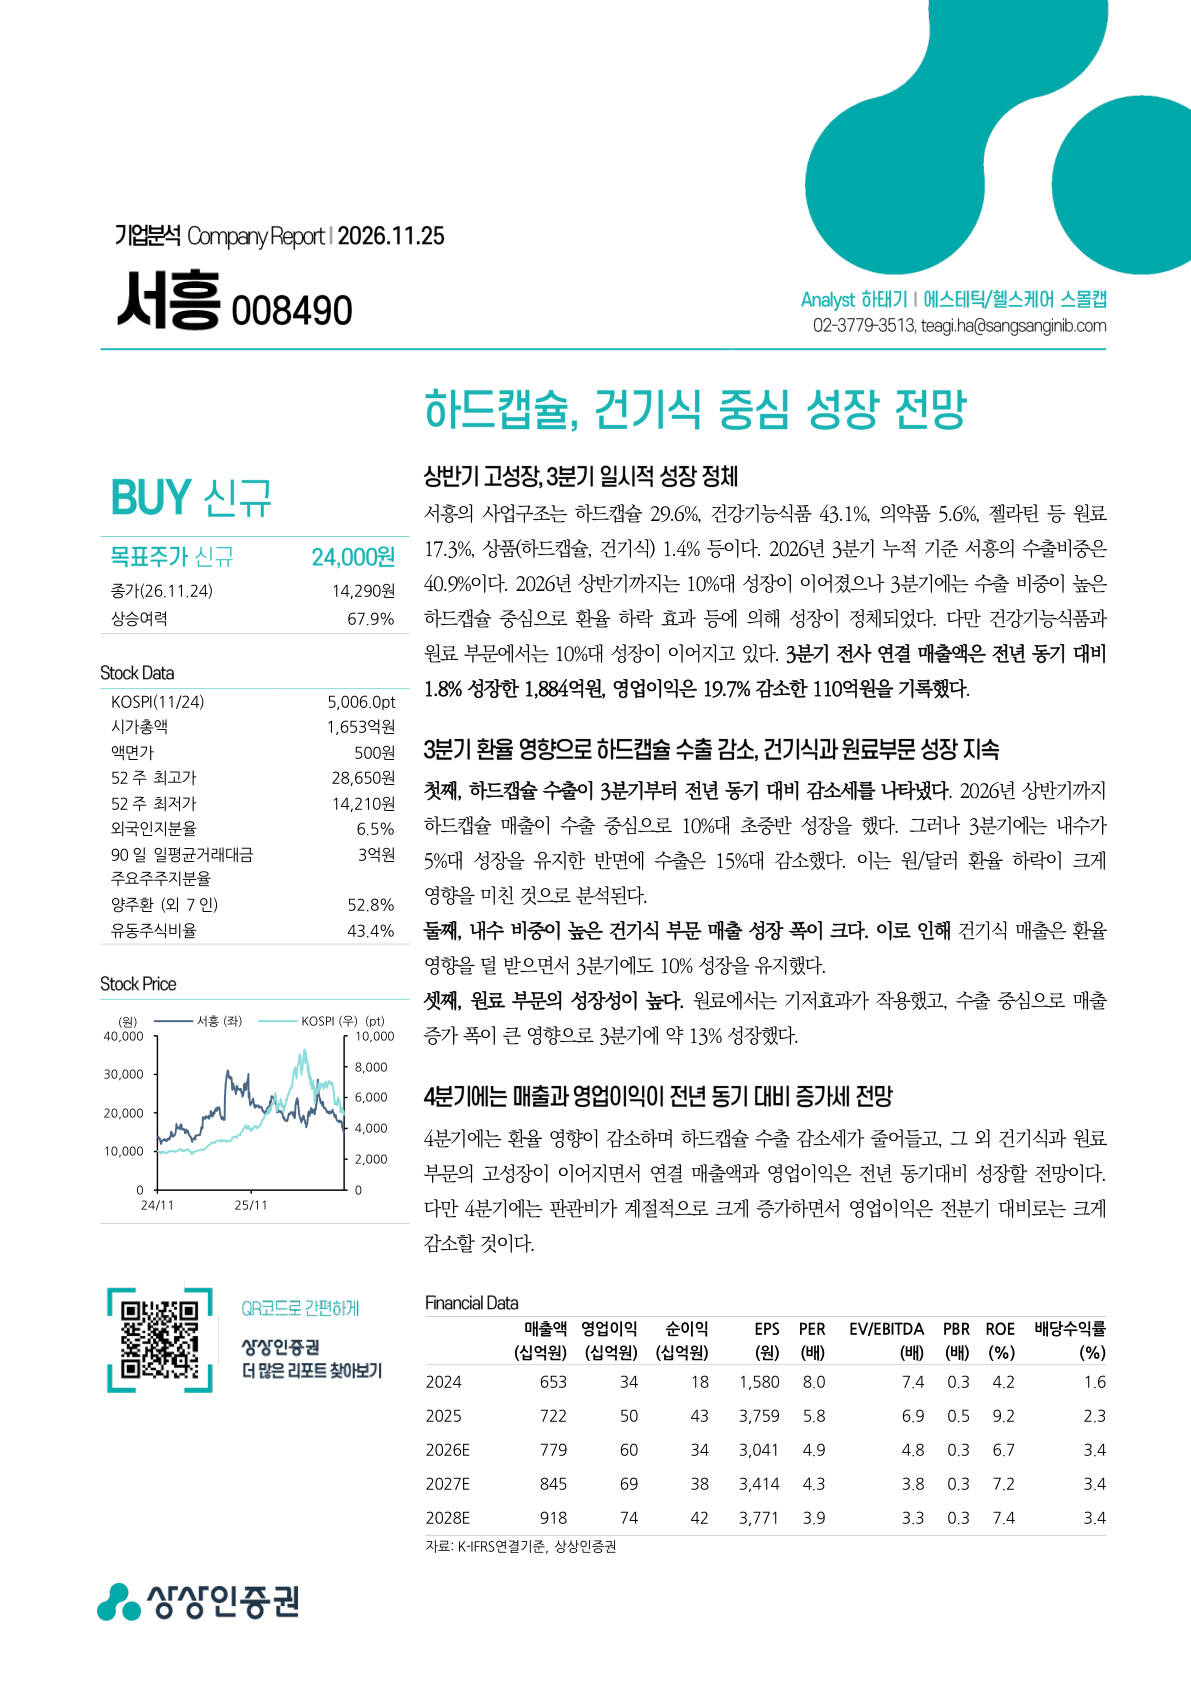 기업분석 Company Report | 2026.11.25
서흥 008490
Analyst 하태기 | 에스테틱/헬스케어 스몰캡
02-3779-3513, teagi.ha@sangsanginib.com
하드캡슐, 건기식 중심 성장 전망
BUY 신규
목표주가 신규 24,000원
종가(26.11.24) 14,290원
상승여력 67.9%
Stock Data
KOSPI(11/24) 5,006.0pt
시가총액 1,653억원
액면가 500원
52 주 최고가 28,650원
52 주 최저가 14,210원
외국인지분율 6.5%
90 일 일평균거래대금 3억원
주요주주지분율
양주환 (외 7 인) 52.8%
유동주식비율 43.4%
Stock Price
(원) 서흥 (좌) KOSPI (우) (pt)
40,000 10,000
30,000 8,000
20,000 6,000
10,000 4,000
0 2,000
0
24/11 25/11
QR코드로 간편하게
상상인증권
더 많은 리포트 찾아보기
상반기 고성장, 3분기 일시적 성장 정체
서흥의 사업구조는 하드캡슐 29.6%, 건강기능식품 43.1%, 의약품 5.6%, 젤라틴 등 원료
17.3%, 상품(하드캡슐, 건기식) 1.4% 등이다. 2026년 3분기 누적 기준 서흥의 수출비중은
40.9%이다. 2026년 상반기까지는 10%대 성장이 이어졌으나 3분기에는 수출 비중이 높은
하드캡슐 중심으로 환율 하락 효과 등에 의해 성장이 정체되었다. 다만 건강기능식품과
원료 부문에서는 10%대 성장이 이어지고 있다. 3분기 전사 연결 매출액은 전년 동기 대비
1.8% 성장한 1,884억원, 영업이익은 19.7% 감소한 110억원을 기록했다.
3분기 환율 영향으로 하드캡슐 수출 감소, 건기식과 원료부문 성장 지속
첫째, 하드캡슐 수출이 3분기부터 전년 동기 대비 감소세를 나타냈다. 2026년 상반기까지
하드캡슐 매출이 수출 중심으로 10%대 초중반 성장을 했다. 그러나 3분기에는 내수가
5%대 성장을 유지한 반면에 수출은 15%대 감소했다. 이는 원/달러 환율 하락이 크게
영향을 미친 것으로 분석된다.
둘째, 내수 비중이 높은 건기식 부문 매출 성장 폭이 크다. 이로 인해 건기식 매출은 환율
영향을 덜 받으면서 3분기에도 10% 성장을 유지했다.
셋째, 원료 부문의 성장성이 높다. 원료에서는 기저효과가 작용했고, 수출 중심으로 매출
증가 폭이 큰 영향으로 3분기에 약 13% 성장했다.
4분기에는 매출과 영업이익이 전년 동기 대비 증가세 전망
4분기에는 환율 영향이 감소하며 하드캡슐 수출 감소세가 줄어들고, 그 외 건기식과 원료
부문의 고성장이 이어지면서 연결 매출액과 영업이익은 전년 동기대비 성장할 전망이다.
다만 4분기에는 판관비가 계절적으로 크게 증가하면서 영업이익은 전분기 대비로는 크게
감소할 것이다.
Financial Data
매출액 영업이익 순이익 EPS PER EV/EBITDA PBR ROE 배당수익률
(십억원) (십억원) (십억원) (원) (배) (배) (배) (%) (%)
2024 653 34 18 1,580 8.0 7.4 0.3 4.2 1.6
2025 722 50 43 3,759 5.8 6.9 0.5 9.2 2.3
2026E 779 60 34 3,041 4.9 4.8 0.3 6.7 3.4
2027E 845 69 38 3,414 4.3 3.8 0.3 7.2 3.4
2028E 918 74 42 3,771 3.9 3.3 0.3 7.4 3.4
자료: K-IFRS연결기준, 상상인증권
상상인증권